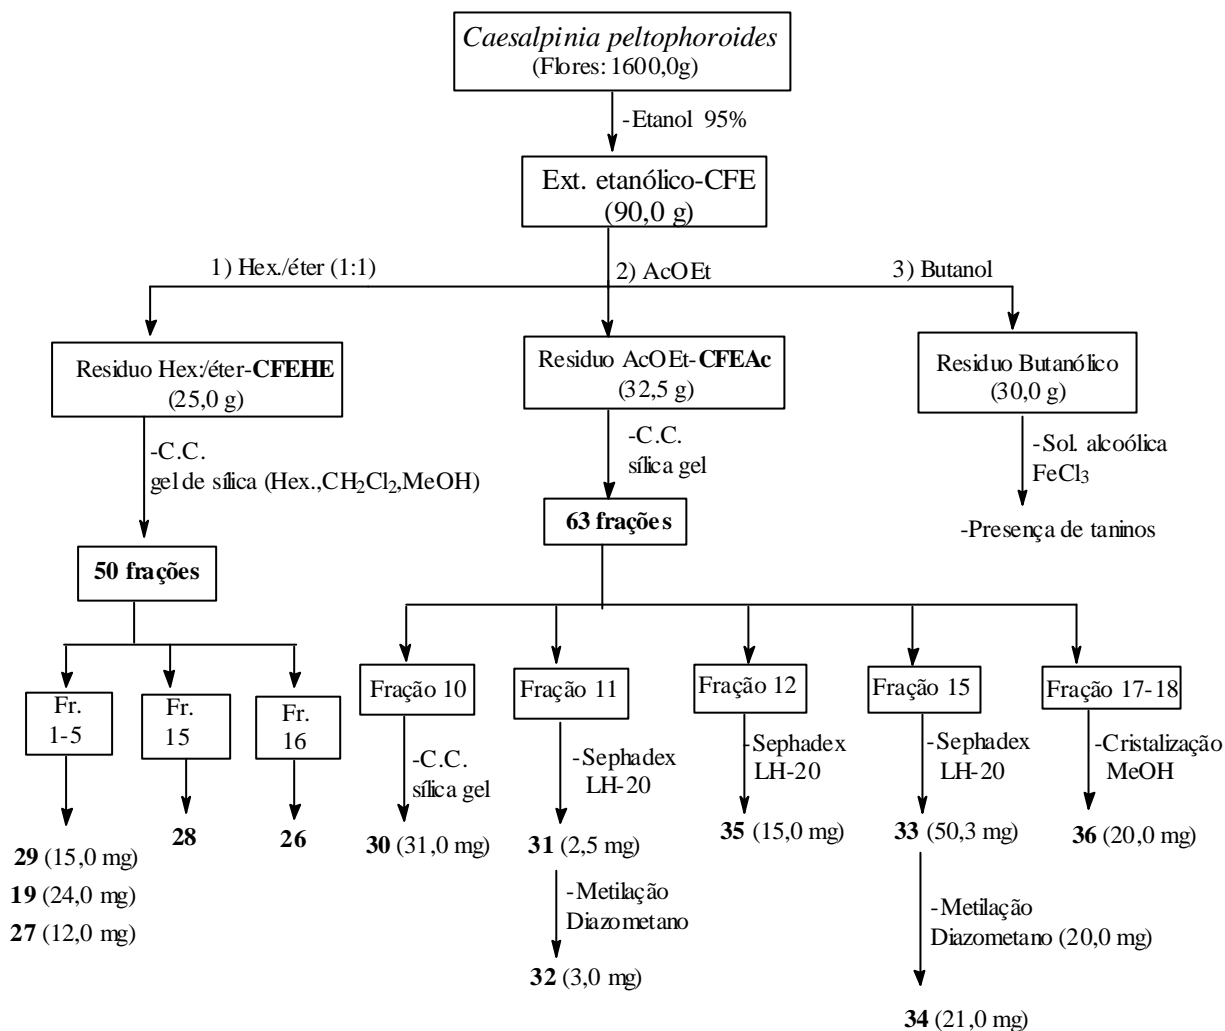 Caesalpinia peltophoroides
(Flores: 1600,0g)
-Etanol 95%
Ext. etanólico-CFE
(90,0 g)
1) Hex./éter (1:1)
2) AcOEt
3) Butanol
Residuo Hex:/éter-CFEHE
(25,0 g)
Residuo AcOEt-CFEAc
(32,5 g)
Residuo Butanólico
(30,0 g)
-C.C.
gel de sílica (Hex.,CH₂Cl₂,MeOH)
-C.C.
sílica gel
-Sol. alcoólica
FeCl₃
50 frações
63 frações
-Presença de taninos
Fr.
1-5
Fr.
15
Fr.
16
Fração 10
Fração 11
Fração 12
Fração 15
Fração 17-18
-C.C.
sílica gel
-Sephadex
LH-20
-Sephadex
LH-20
-Sephadex
LH-20
-Cristalização
MeOH
29 (15,0 mg)
19 (24,0 mg)
27 (12,0 mg)
28
26
30 (31,0 mg)
31 (2,5 mg)
35 (15,0 mg)
33 (50,3 mg)
36 (20,0 mg)
-Metilação
Diazometano
32 (3,0 mg)
-Metilação
Diazometano (20,0 mg)
34 (21,0 mg)